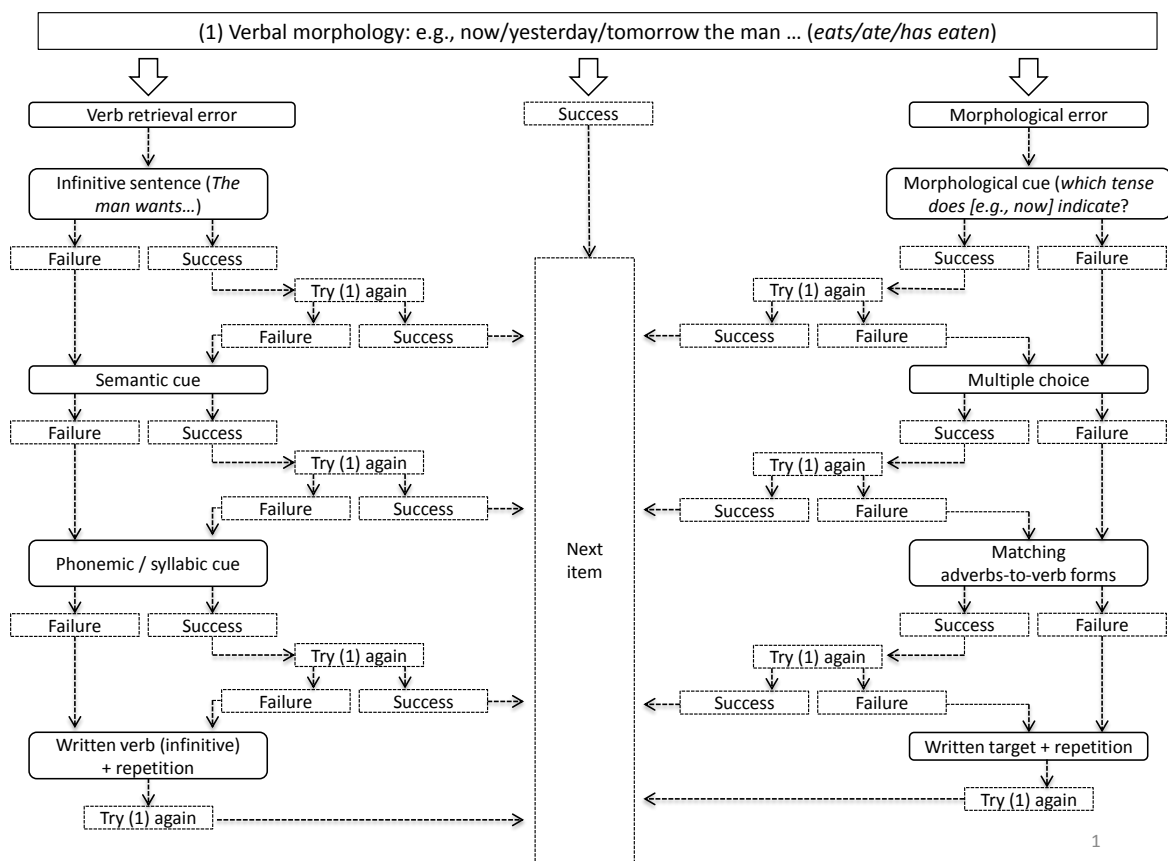 (1) Verbal morphology: e.g., now/yesterday/tomorrow the man … (eats/ate/has eaten)
Verb retrieval error
Success
Morphological error
Infinitive sentence (The
man wants…)
Morphological cue (which tense
does [e.g., now] indicate?
Failure
Success
Success
Failure
Try (1) again
Try (1) again
Failure
Success
Success
Failure
Semantic cue
Multiple choice
Failure
Success
Success
Failure
Try (1) again
Try (1) again
Failure
Success
Success
Failure
Next
item
Phonemic / syllabic cue
Matching
adverbs-to-verb forms
Failure
Success
Success
Failure
Try (1) again
Try (1) again
Failure
Success
Success
Failure
Written verb (infinitive)
+ repetition
Written target + repetition
Try (1) again
Try (1) again
1